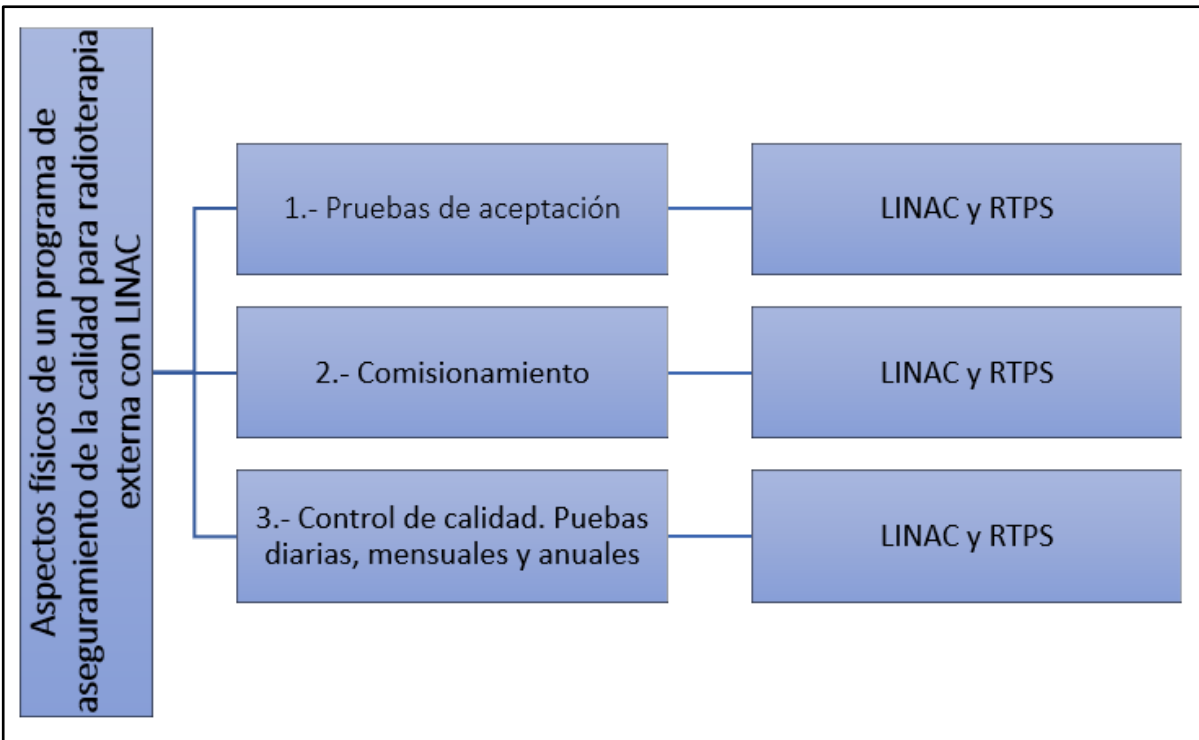 Aspectos físicos de un programa de
aseguramiento de la calidad para radioterapia
externa con LINAC
1.- Pruebas de aceptación
LINAC y RTPS
2.- Comisionamiento
LINAC y RTPS
3.- Control de calidad. Puebas
diarias, mensuales y anuales
LINAC y RTPS